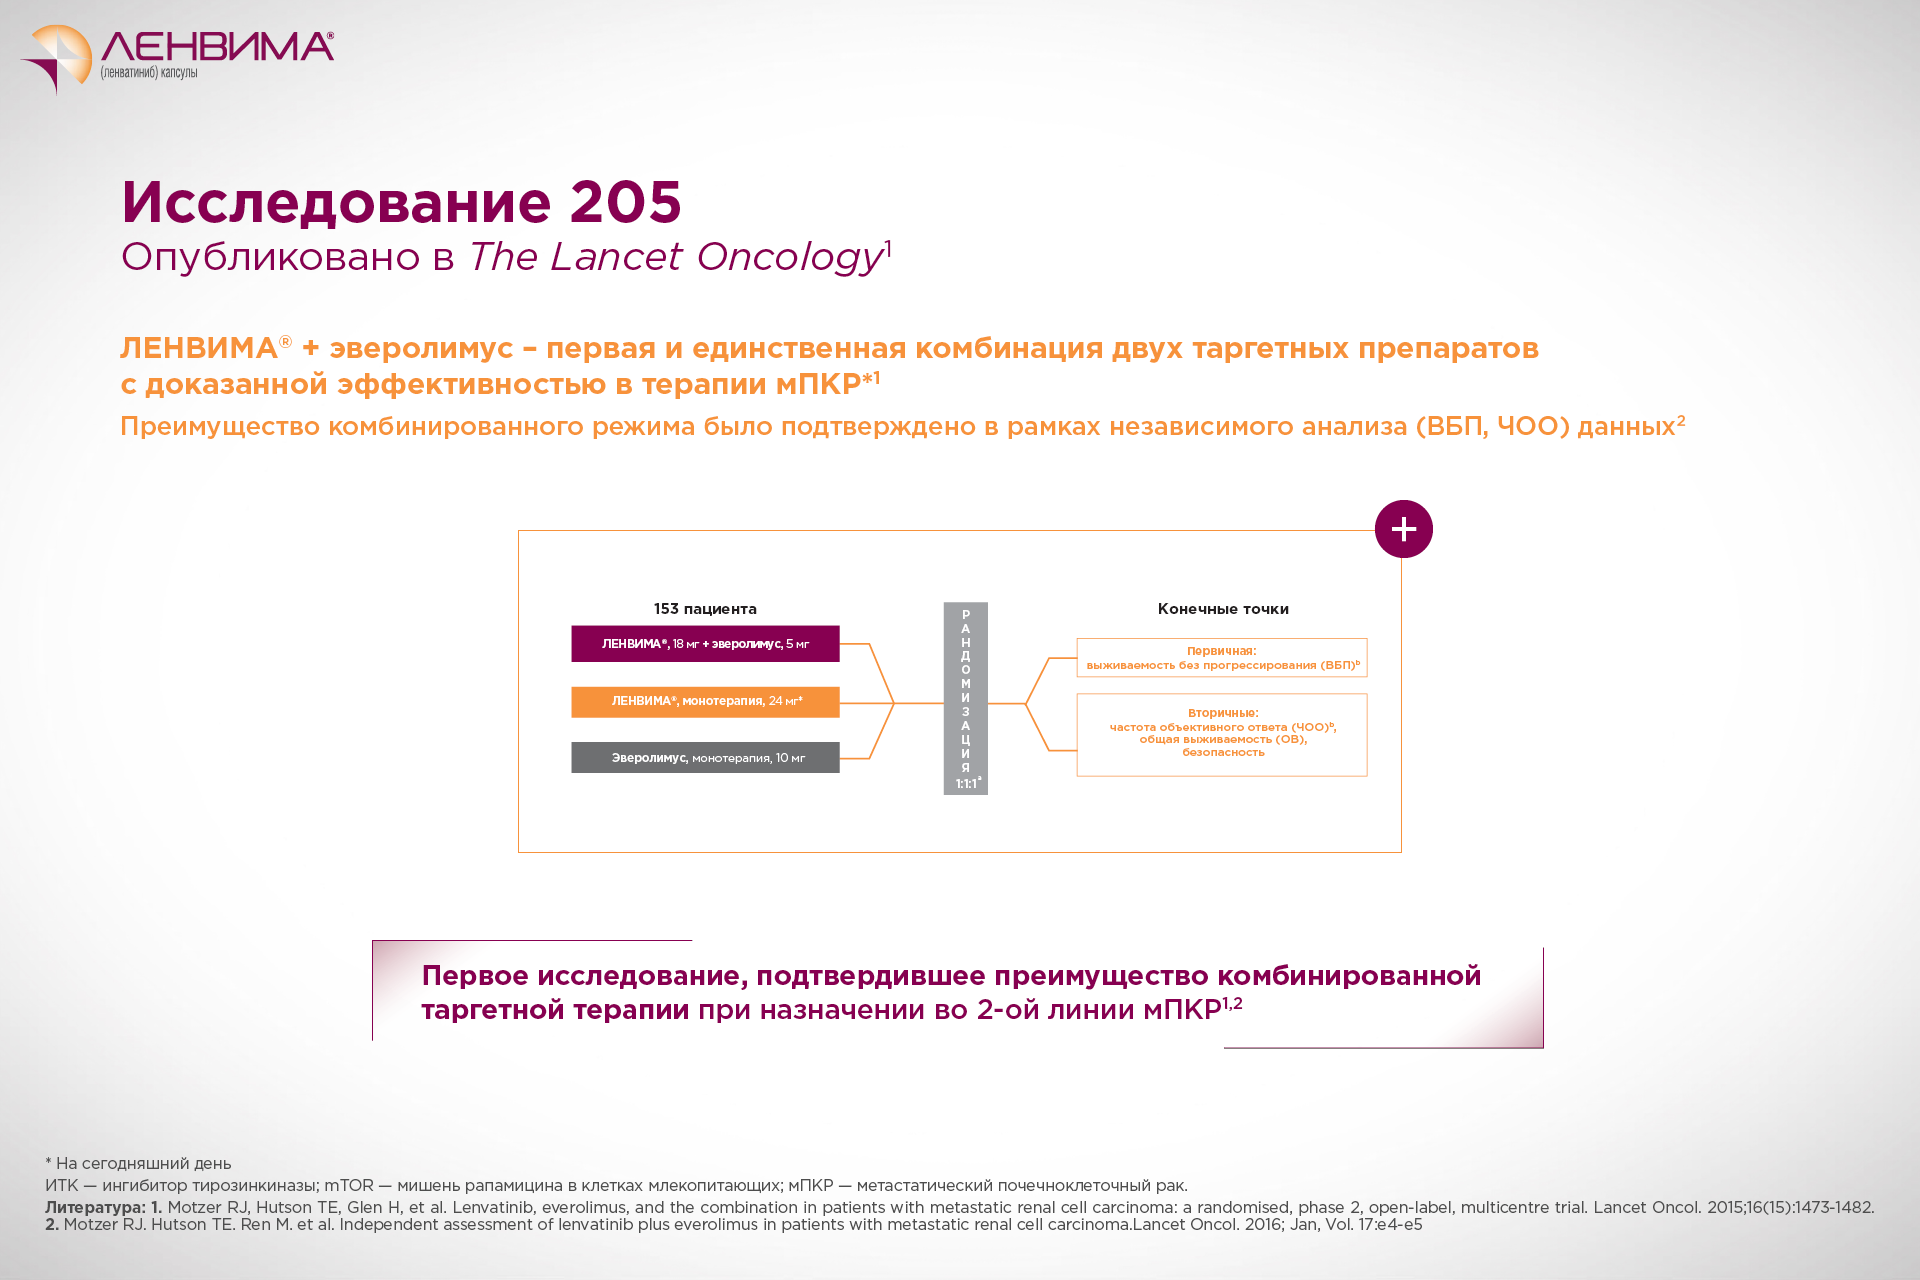 ЛЕНВИМА®
(ленватиниб) капсулы
Исследование 205
Опубликовано в The Lancet Oncology¹
ЛЕНВИМА® + эверолимус – первая и единственная комбинация двух таргетных препаратов
с доказанной эффективностью в терапии мПКР*¹
Преимущество комбинированного режима было подтверждено в рамках независимого анализа (ВБП, ЧОО) данных²
+
153 пациента
ЛЕНВИМА®, 18 мг + эверолимус, 5 мг
ЛЕНВИМА®, монотерапия, 24 мг*
Эверолимус, монотерапия, 10 мг
РАНДОМИЗАЦИЯ
1:1:1ᵃ
Конечные точки
Первичная:
выживаемость без прогрессирования (ВБП)ᵇ
Вторичные:
частота объективного ответа (ЧОО)ᵇ,
общая выживаемость (ОВ),
безопасность
Первое исследование, подтвердившее преимущество комбинированной
таргетной терапии при назначении во 2-ой линии мПКР¹,²
* На сегодняшний день
ИТК — ингибитор тирозинкиназы; mTOR — мишень рапамицина в клетках млекопитающих; мПКР — метастатический почечноклеточный рак.
Литература: 1. Motzer RJ, Hutson TE, Glen H, et al. Lenvatinib, everolimus, and the combination in patients with metastatic renal cell carcinoma: a randomised, phase 2, open-label, multicentre trial. Lancet Oncol. 2015;16(15):1473-1482.
2. Motzer RJ. Hutson TE. Ren M. et al. Independent assessment of lenvatinib plus everolimus in patients with metastatic renal cell carcinoma.Lancet Oncol. 2016; Jan, Vol. 17:e4-e5